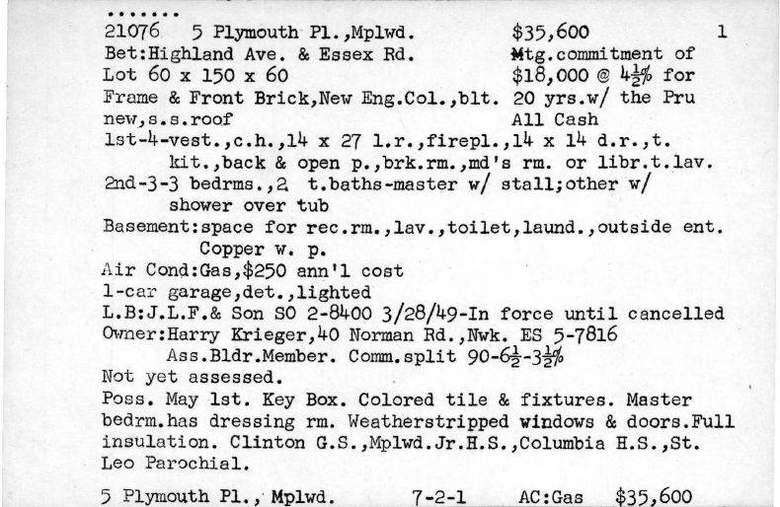 21076 5 Plymouth Pl.,Mplwd. $35,600 1
Bet:Highland Ave. & Essex Rd. Mtg.commitment of
Lot 60 x 150 x 60 $18,000 @ 4½% for
Frame & Front Brick,New Eng.Col.,blt. 20 yrs.w/ the Pru
new,s.s.roof All Cash
1st-4-vest.,c.h.,14 x 27 l.r.,firepl.,14 x 14 d.r.,t.
kit.,back & open p.,brk.rm.,md's rm. or libr.t.lav.
2nd-3-3 bedrms.,2 t.baths-master w/ stall;other w/
shower over tub
Basement:space for rec.rm.,lav.,toilet,laund.,outside ent.
Copper w. p.
Air Cond:Gas,$250 ann'l cost
1-car garage,det.,lighted
L.B:J.L.F.& Son SO 2-8400 3/28/49-In force until cancelled
Owner:Harry Krieger,40 Norman Rd.,Nwk. ES 5-7816
Ass.Bldr.Member. Comm.split 90-6½-3½%
Not yet assessed.
Poss. May 1st. Key Box. Colored tile & fixtures. Master
bedrm.has dressing rm. Weatherstripped windows & doors.Full
insulation. Clinton G.S.,Mplwd.Jr.H.S.,Columbia H.S.,St.
Leo Parochial.
5 Plymouth Pl., Mplwd. 7-2-1 AC:Gas $35,600